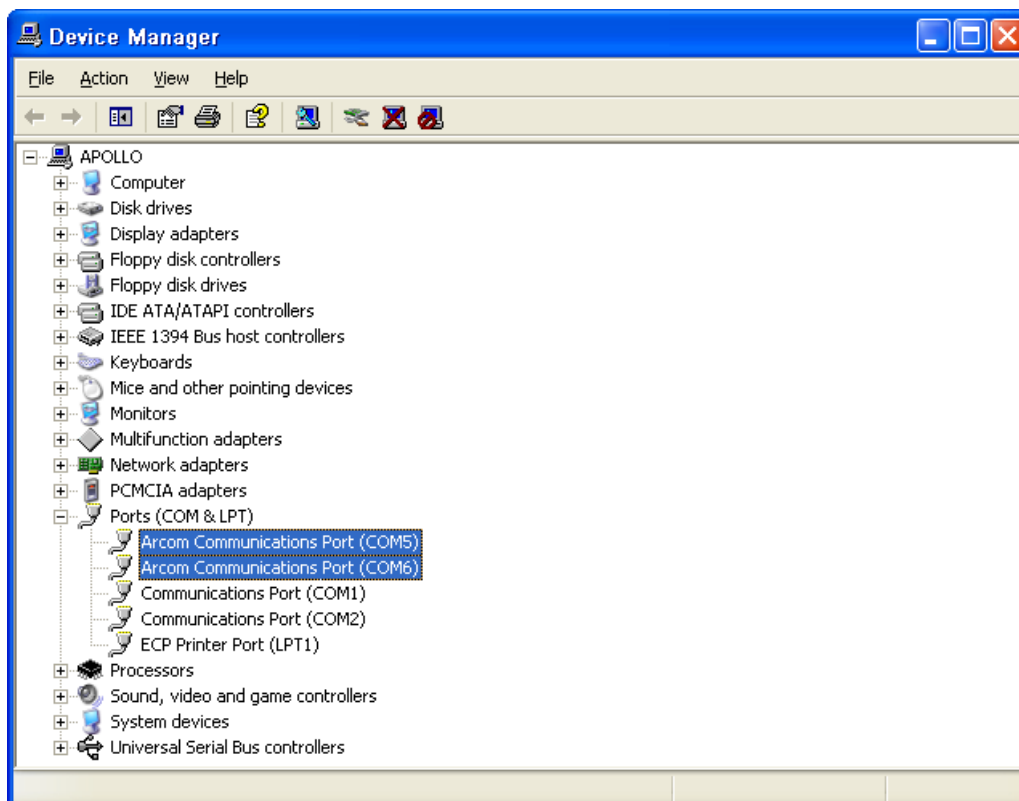 Device Manager
File Action View Help
APOLLO
Computer
Disk drives
Display adapters
Floppy disk controllers
Floppy disk drives
IDE ATA/ATAPI controllers
IEEE 1394 Bus host controllers
Keyboards
Mice and other pointing devices
Monitors
Multifunction adapters
Network adapters
PCMCIA adapters
Ports (COM & LPT)
Arcom Communications Port (COM5)
Arcom Communications Port (COM6)
Communications Port (COM1)
Communications Port (COM2)
ECP Printer Port (LPT1)
Processors
Sound, video and game controllers
System devices
Universal Serial Bus controllers